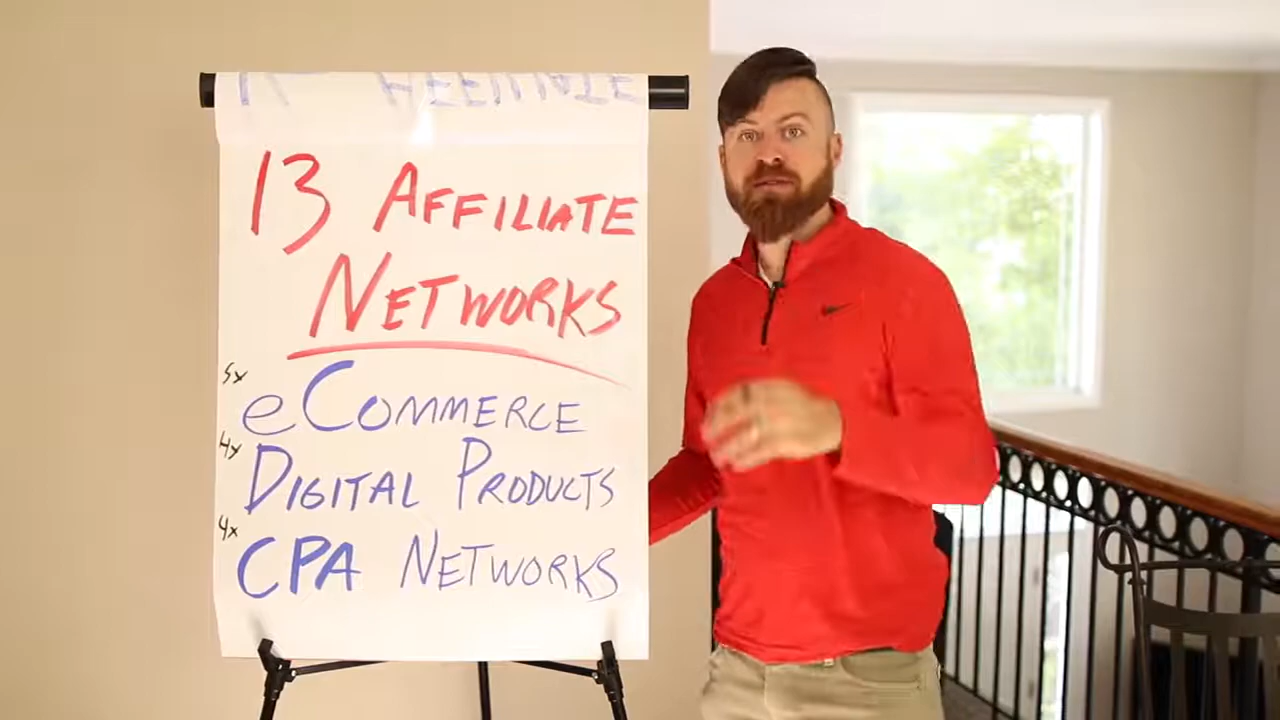 13 AFFILIATE
NETWORKS
5x
eCOMMERCE
4x
DIGITAL PRODUCTS
4x
CPA NETWORKS